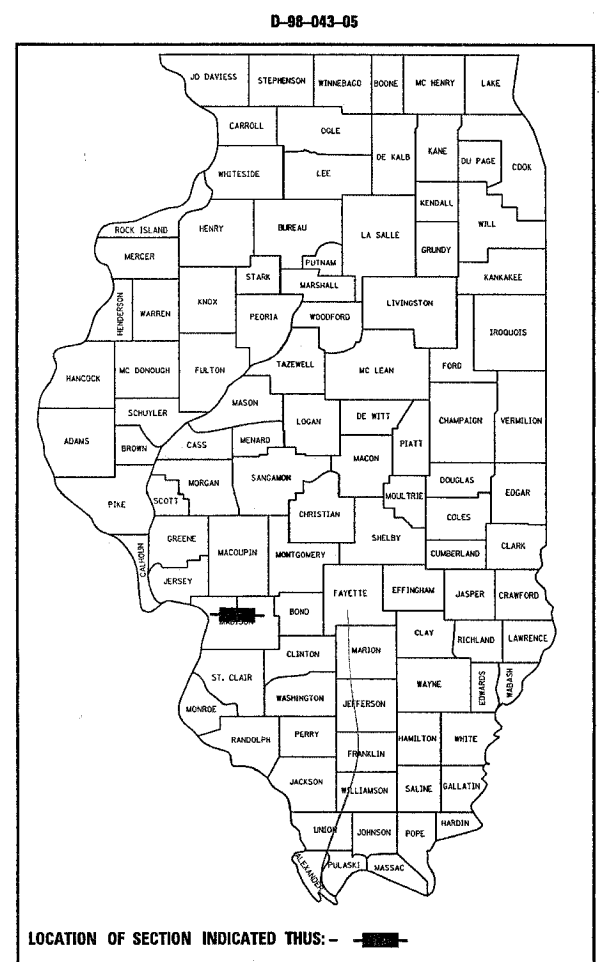 D-98-043-05
JO DAVIESS STEPHENSON WINNEBAGO BOONE MC HENRY LAKE
CARROLL OGLE
DE KALB KANE DU PAGE COOK
WHITESIDE LEE
KENDALL
WILL
ROCK ISLAND HENRY BUREAU LA SALLE
GRUNDY
MERCER PUTNAM
STARK KANKAKEE
MARSHALL
HENDERSON WARREN KNOX PEORIA WOODFORD LIVINGSTON
IROQUOIS
HANCOCK MC DONOUGH FULTON TAZEWELL MC LEAN FORD
MASON
SCHUYLER LOGAN DE WITT CHAMPAIGN VERMILION
ADAMS BROWN CASS MENARD PIATT
MACON
MORGAN SANGAMON DOUGLAS
PIKE SCOTT MOULTRIE EDGAR
CHRISTIAN COLES
GREENE SHELBY
CALHOUN MACOUPIN MONTGOMERY CUMBERLAND CLARK
JERSEY
FAYETTE EFFINGHAM JASPER CRAWFORD
MADISON BOND
CLAY RICHLAND LAWRENCE
CLINTON MARION
ST. CLAIR WAYNE EDWARDS WABASH
WASHINGTON JEFFERSON
MONROE
RANDOLPH PERRY HAMILTON WHITE
FRANKLIN
JACKSON WILLIAMSON SALINE GALLATIN
HARDIN
UNION JOHNSON POPE
ALEXANDER PULASKI MASSAC
LOCATION OF SECTION INDICATED THUS: -